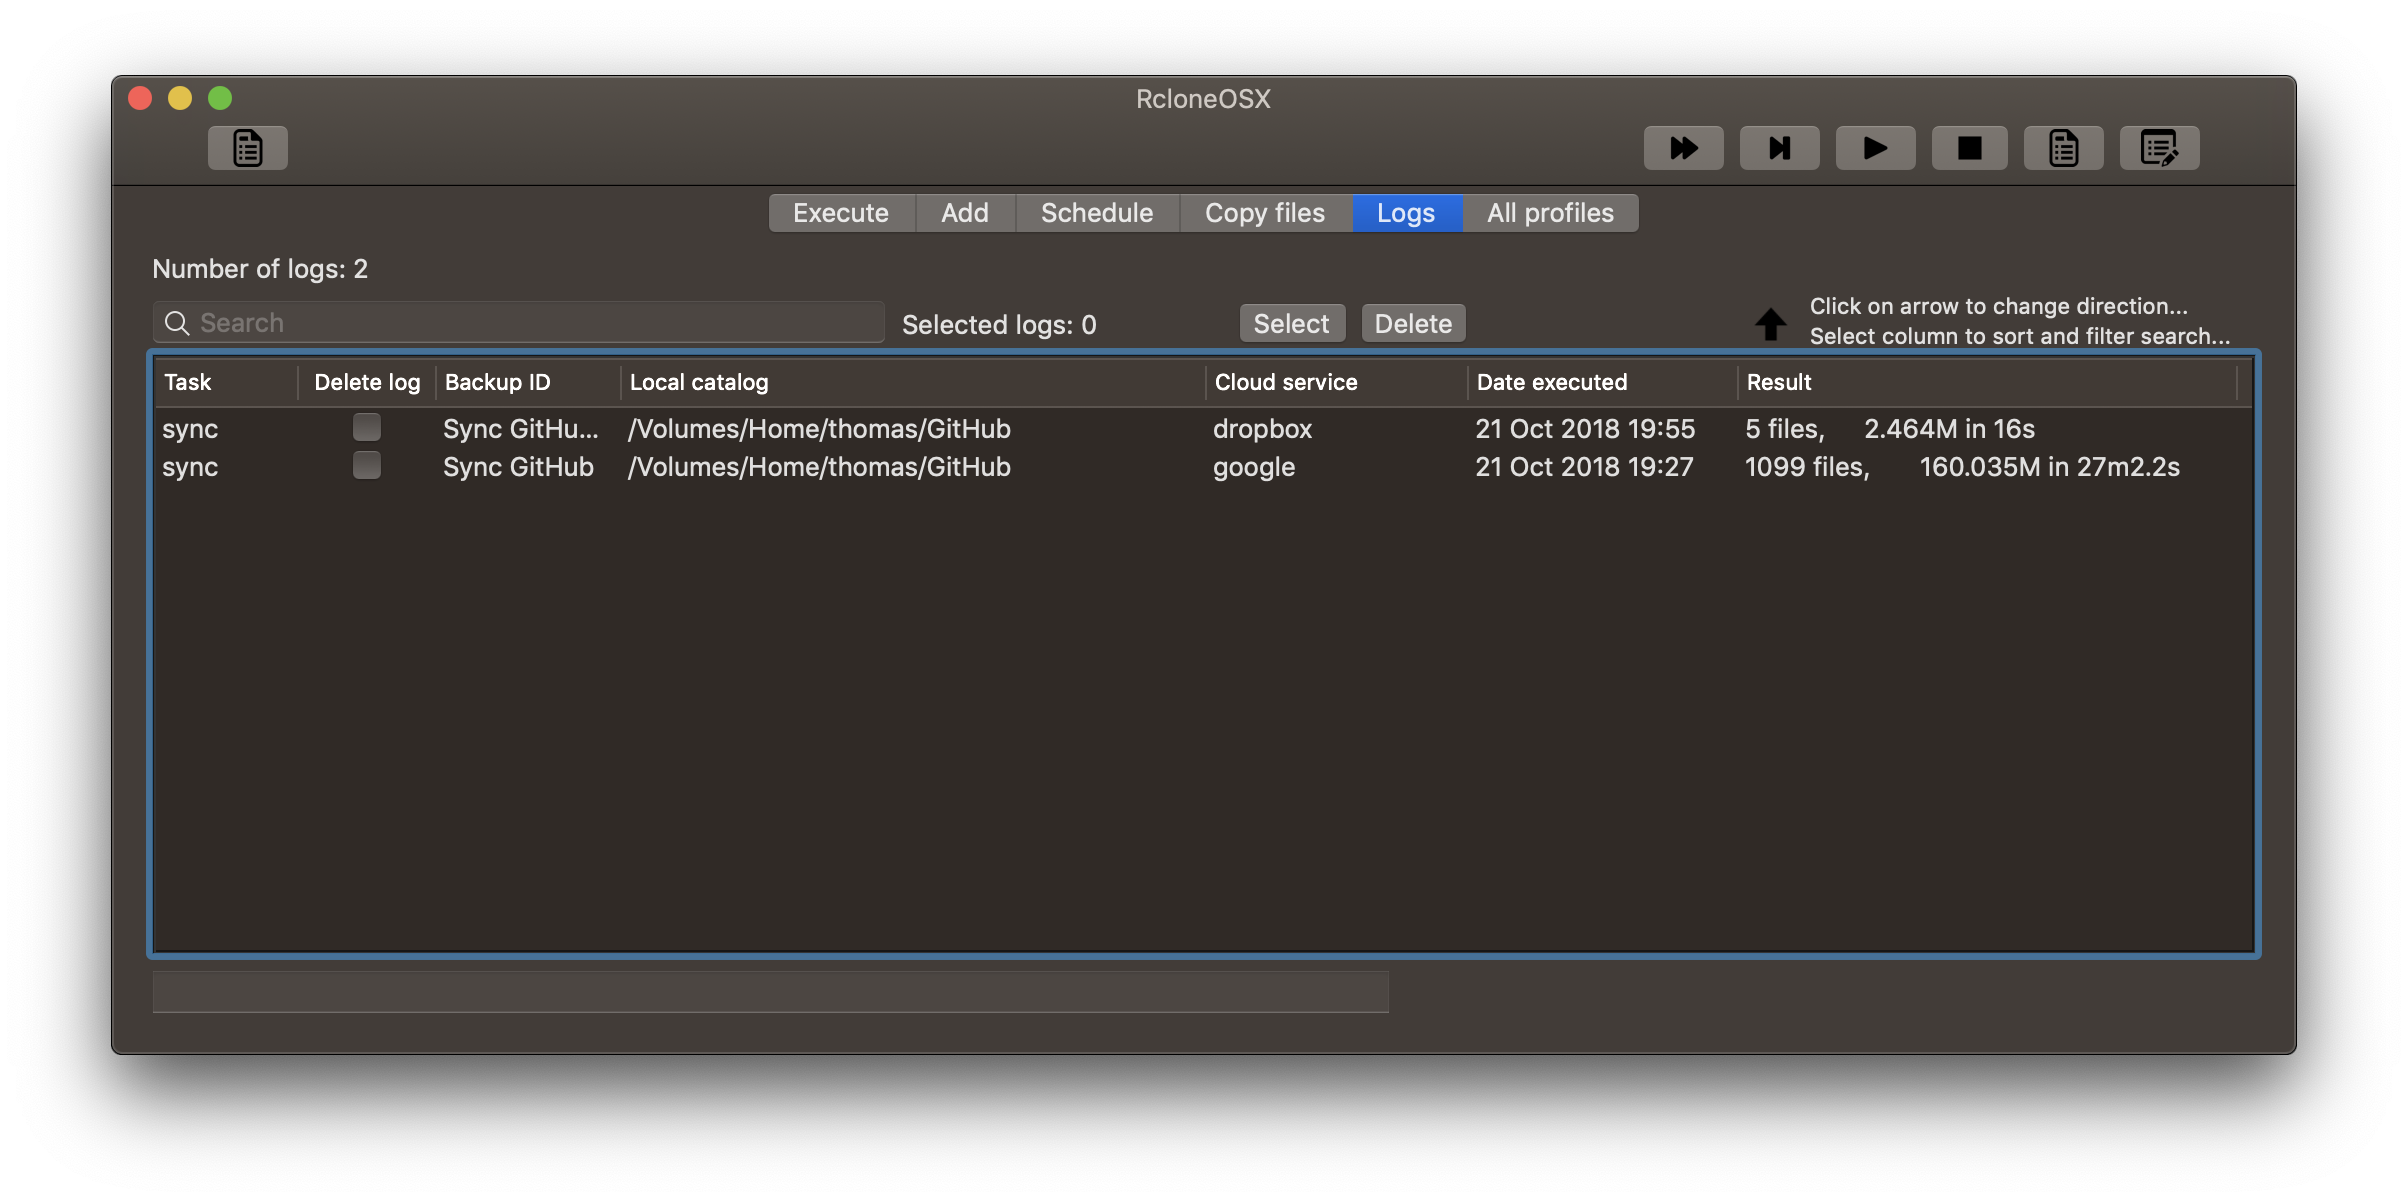 RcloneOSX
Execute Add Schedule Copy files Logs All profiles
Number of logs: 2
Search Selected logs: 0 Select Delete
Click on arrow to change direction...
Select column to sort and filter search...
Task Delete log Backup ID Local catalog Cloud service Date executed Result
sync Sync GitHu... /Volumes/Home/thomas/GitHub dropbox 21 Oct 2018 19:55 5 files, 2.464M in 16s
sync Sync GitHub /Volumes/Home/thomas/GitHub google 21 Oct 2018 19:27 1099 files, 160.035M in 27m2.2s